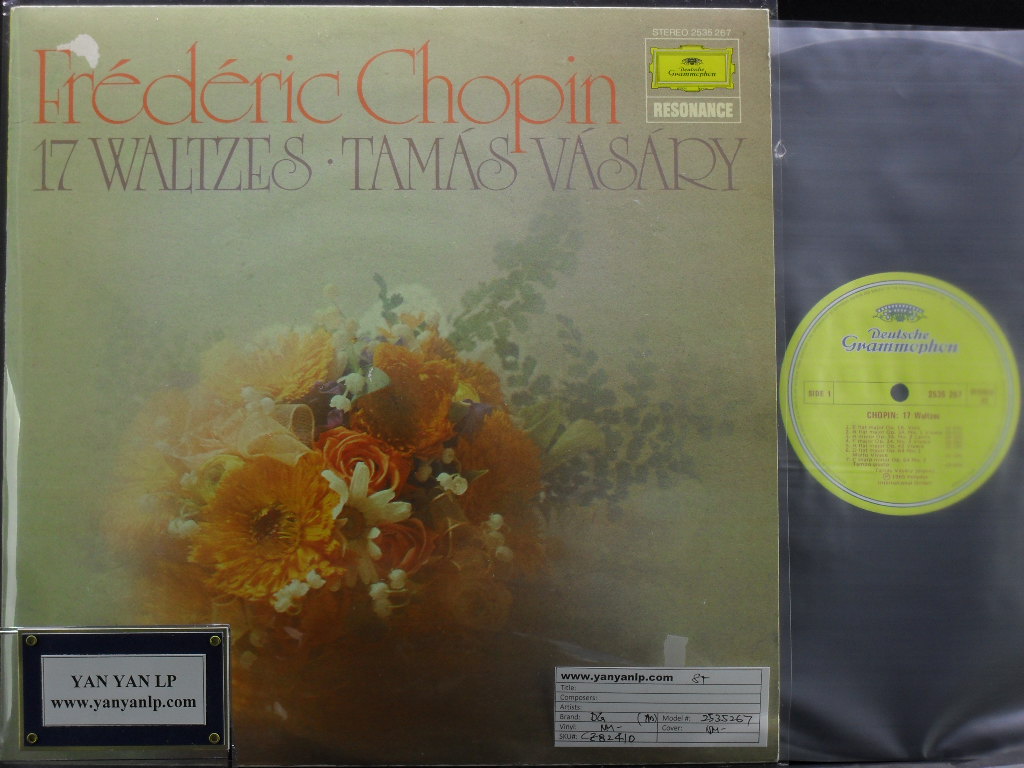 STEREO 2535 267
Deutsche
Grammophon
RESONANCE
Frédéric Chopin
17 WALTZES · TAMÁS VÁSÁRY
Deutsche
Grammophon
SIDE 1
2535 267
CHOPIN: 17 Waltzes
YAN YAN LP
www.yanyanlp.com
www.yanyanlp.com ST
Title:
Composers:
Artists:
Brand: DG
Model #: 2535267
Vinyl: NM-
Cover: NM-
SKU#: CZB2410